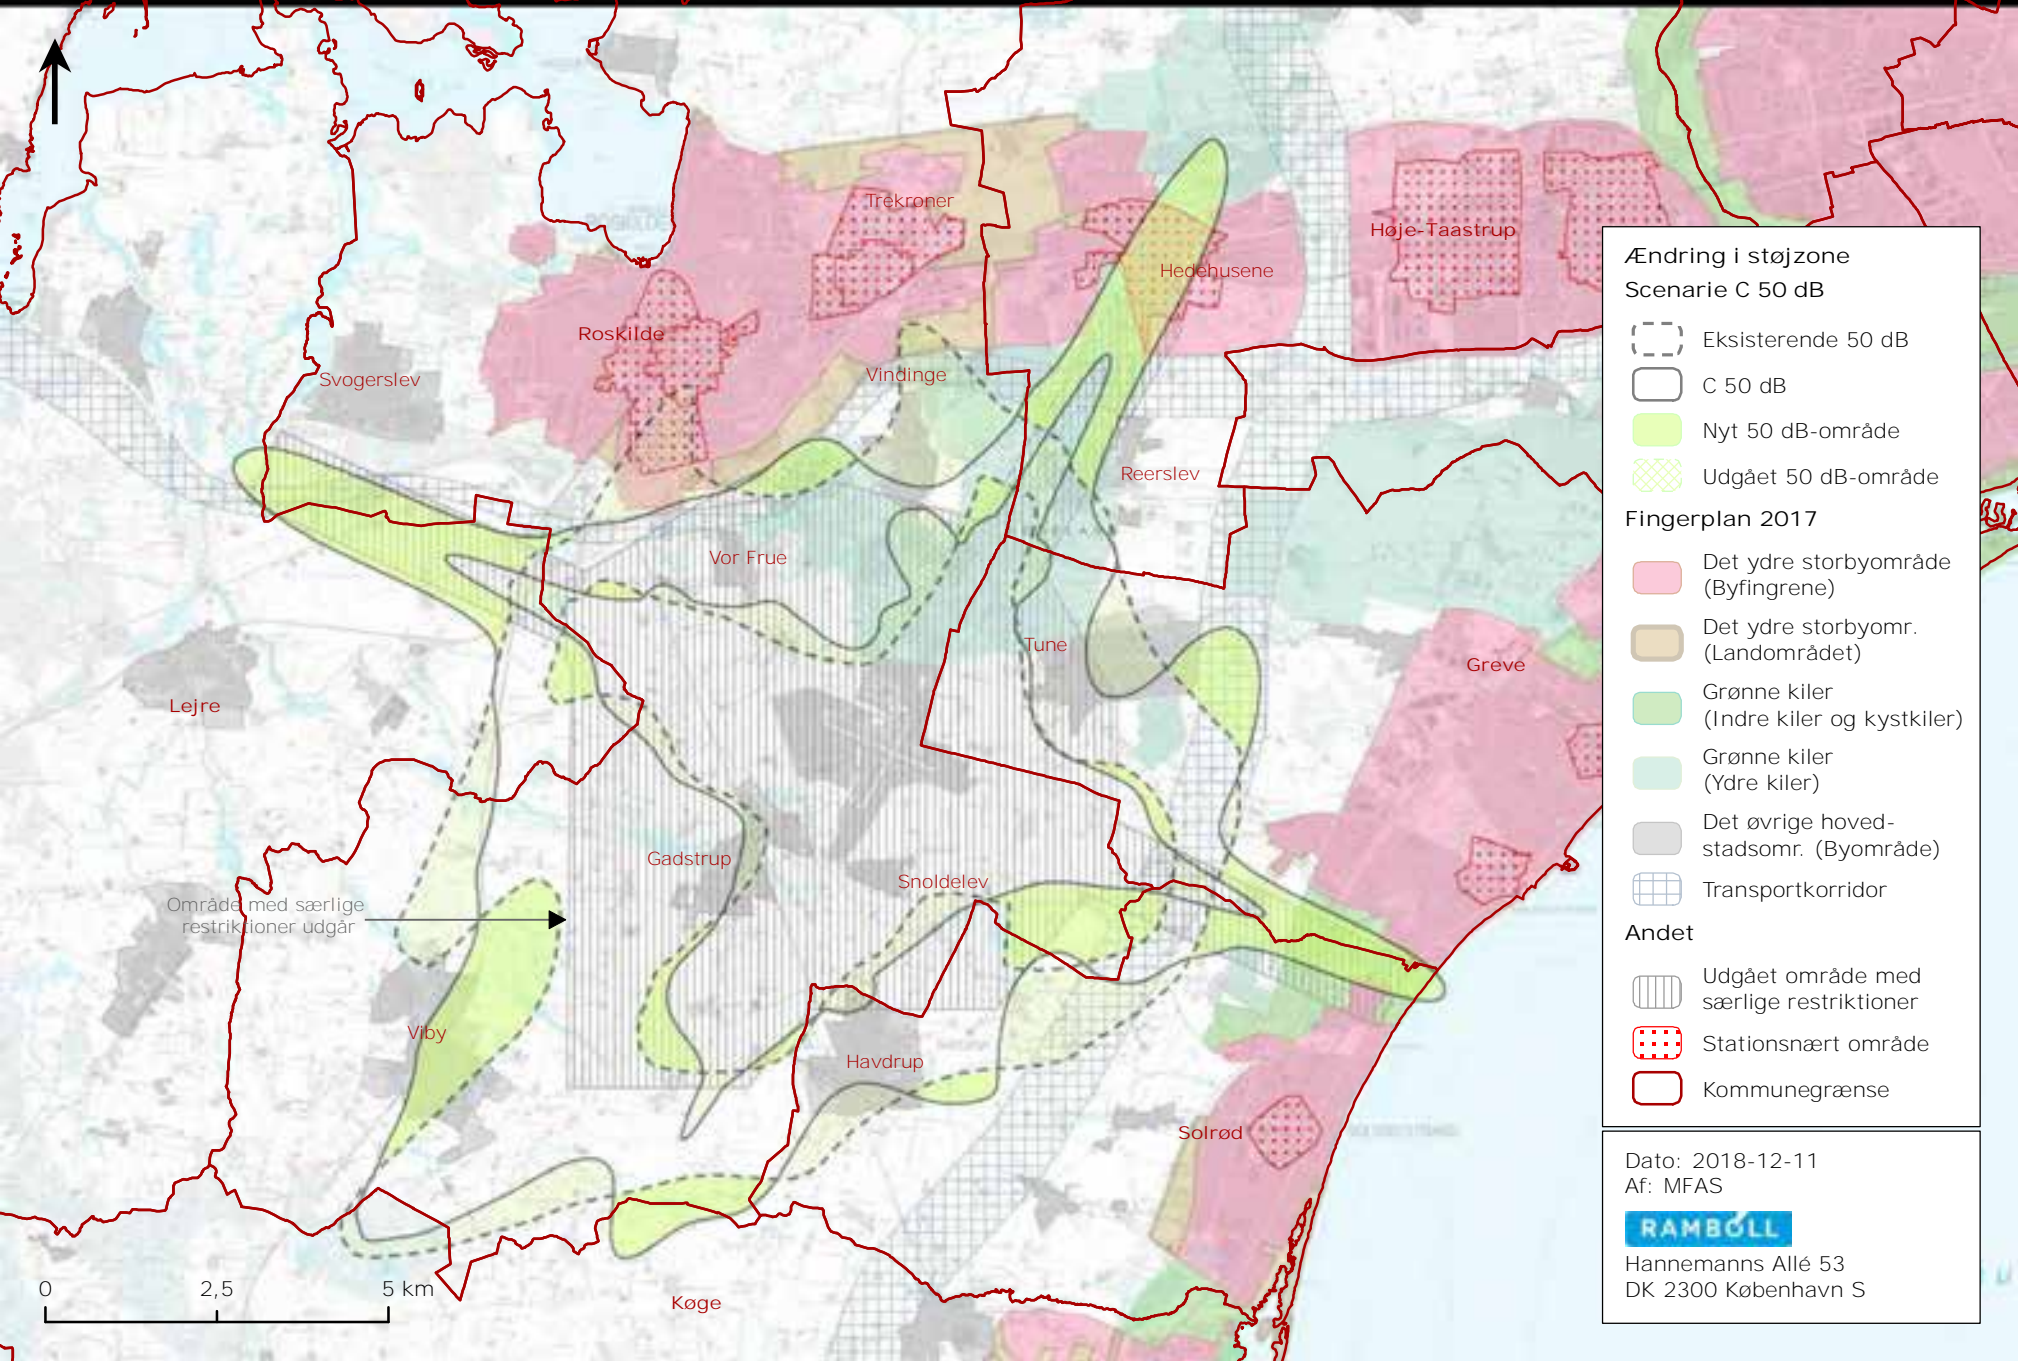 Trekroner
Høje-Taastrup
Hedehusene
Roskilde
Svogerslev
Vindinge
Reerslev
Vor Frue
Tune
Greve
Lejre
Gadstrup
Snoldelev
Område med særlige
restriktioner udgår
Viby
Havdrup
Solrød
Køge
0 2,5 5 km
Ændring i støjzone
Scenarie C 50 dB
Eksisterende 50 dB
C 50 dB
Nyt 50 dB-område
Udgået 50 dB-område
Fingerplan 2017
Det ydre storbyområde
(Byfingrene)
Det ydre storbyomr.
(Landområdet)
Grønne kiler
(Indre kiler og kystkiler)
Grønne kiler
(Ydre kiler)
Det øvrige hoved-
stadsomr. (Byområde)
Transportkorridor
Andet
Udgået område med
særlige restriktioner
Stationsnært område
Kommunegrænse
Dato: 2018-12-11
Af: MFAS
RAMBOLL
Hannemanns Allé 53
DK 2300 København S